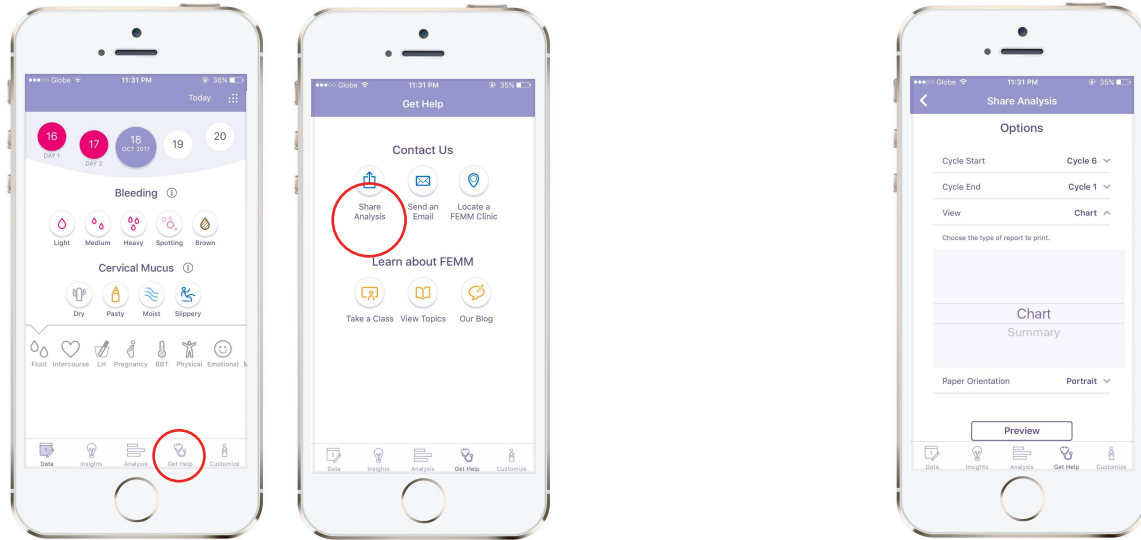 ●●●○○ Globe 11:31 PM 36%
Today
16 17 18 19 20
DAY 1 DAY 2 OCT 2017
Bleeding
Light Medium Heavy Spotting Brown
Cervical Mucus
Dry Pasty Moist Slippery
Fluid Intercourse LH Pregnancy BBT Physical Emotional M
Data Insights Analysis Get Help Customize
●●●○○ Globe 11:31 PM 35%
Get Help
Contact Us
Share Analysis
Send an Email
Locate a FEMM Clinic
Learn about FEMM
Take a Class View Topics Our Blog
Data Insights Analysis Get Help Customize
●●●○○ Globe 11:31 PM 35%
Share Analysis
Options
Cycle Start Cycle 6
Cycle End Cycle 1
View Chart
Choose the type of report to print.
Chart
Summary
Paper Orientation Portrait
Preview
Data Insights Analysis Get Help Customize